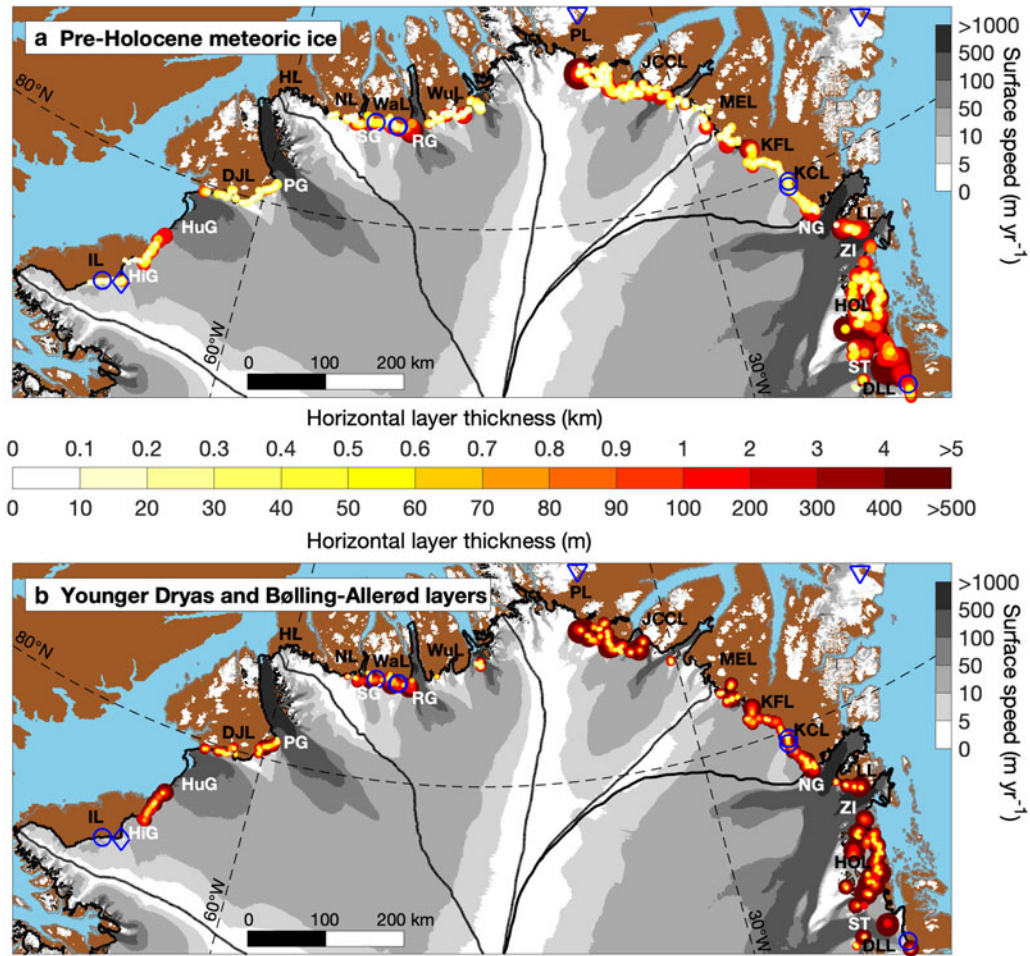 a Pre-Holocene meteoric ice
PL
>1000
500
100
50
10
5
0
Surface speed (m yr⁻¹)
JCCL
80°N
HL
NL
WaL
WuL
SG
RG
MEL
KFL
KCL
DJL
PG
HuG
NG
LL
ZI
IL
HiG
HOL
60°W
0 100 200 km
30°W
ST
DLL
Horizontal layer thickness (km)
0 0.1 0.2 0.3 0.4 0.5 0.6 0.7 0.8 0.9 1 2 3 4 >5
0 10 20 30 40 50 60 70 80 90 100 200 300 400 >500
Horizontal layer thickness (m)
b Younger Dryas and Bølling-Allerød layers
PL
>1000
500
100
50
10
5
0
Surface speed (m yr⁻¹)
JCCL
80°N
HL
NL
WaL
WuL
SG
RG
MEL
KFL
KCL
DJL
PG
HuG
NG
LL
ZI
IL
HiG
HOL
60°W
0 100 200 km
30°W
ST
DLL